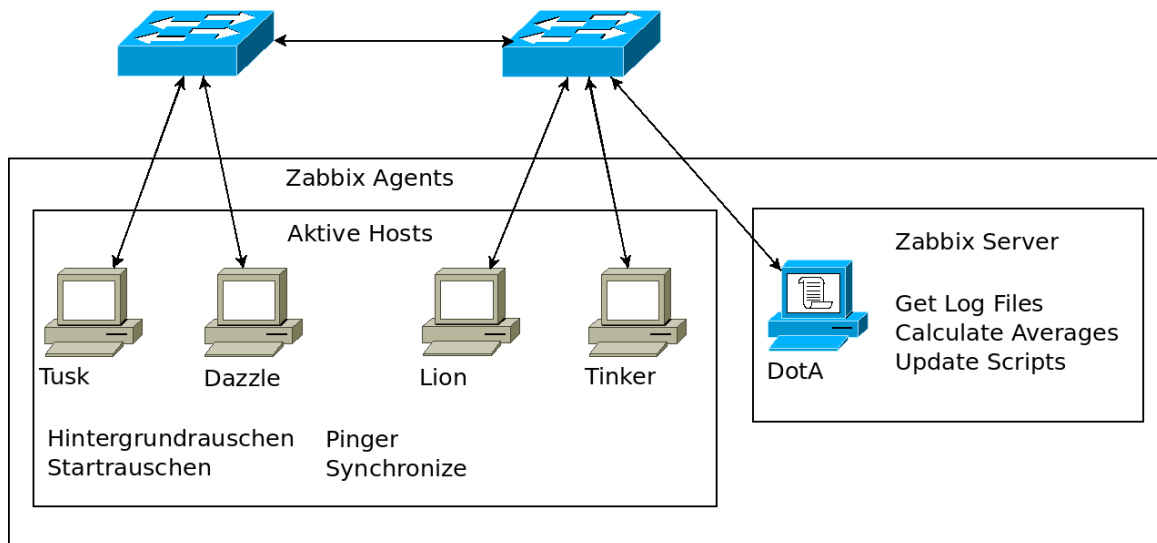 Zabbix Agents
Aktive Hosts
Zabbix Server
Get Log Files
Calculate Averages
Update Scripts
Tusk
Dazzle
Lion
Tinker
DotA
Hintergrundrauschen
Startrauschen
Pinger
Synchronize